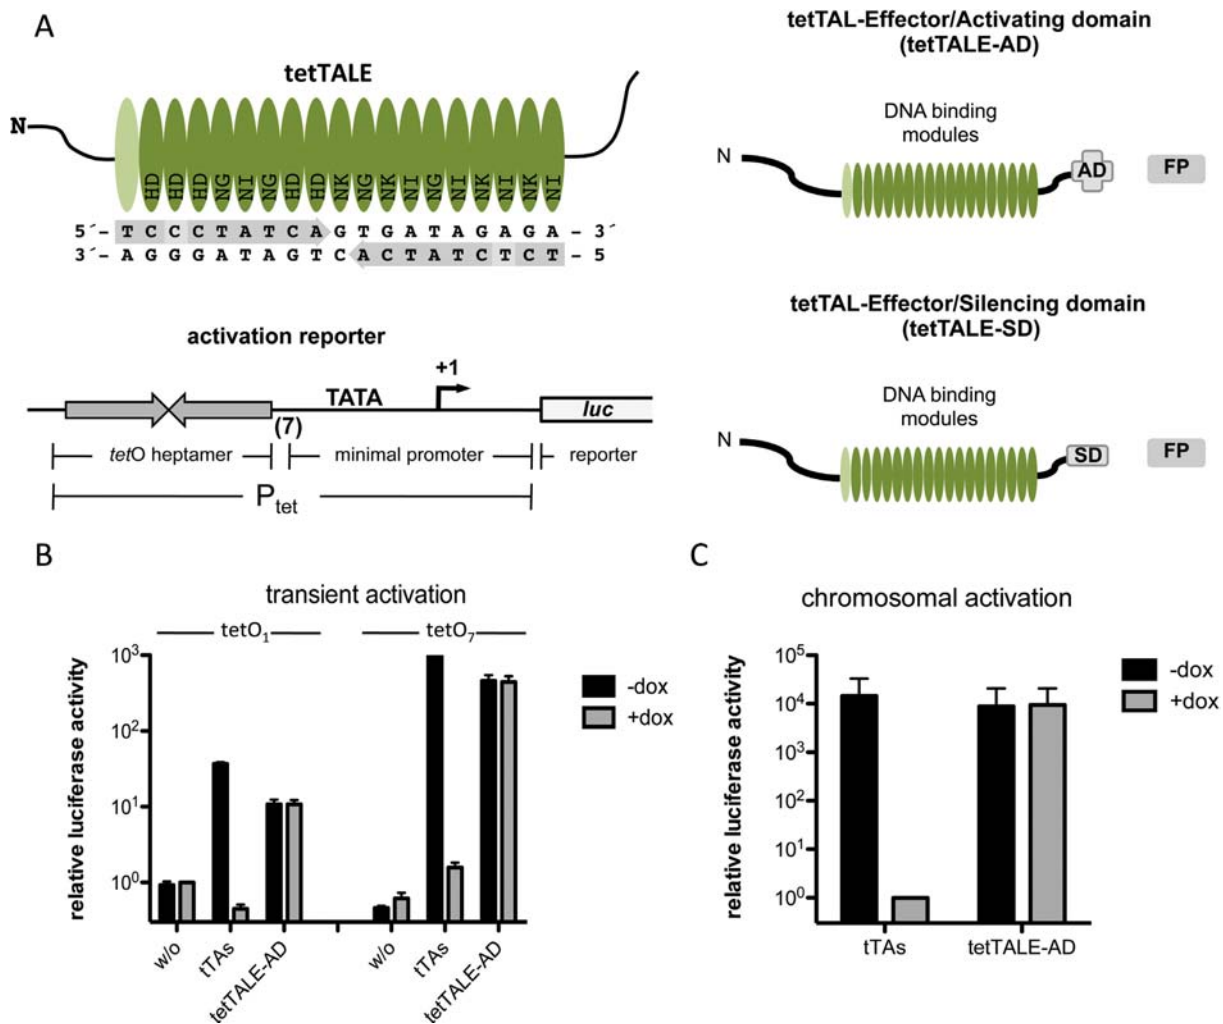 A
tetTALE
N
HD HD HD NG NI NG HD HD NK NG NK NI NG NI NK NI NK NI
5´- T C C C T A T C A G T G A T A G A G A - 3´
3´- A G G G A T A G T C A C T A T C T C T - 5
activation reporter
+1
TATA
luc
(7)
tetO heptamer minimal promoter reporter
Ptet
tetTAL-Effector/Activating domain
(tetTALE-AD)
DNA binding
modules
N
AD
FP
tetTAL-Effector/Silencing domain
(tetTALE-SD)
DNA binding
modules
N
SD
FP
B
transient activation
tetO1 tetO7
relative luciferase activity
10³
10²
10¹
10⁰
w/o tTAs tetTALE-AD w/o tTAs tetTALE-AD
-dox
+dox
C
chromosomal activation
relative luciferase activity
10⁵
10⁴
10³
10²
10¹
10⁰
tTAs tetTALE-AD
-dox
+dox